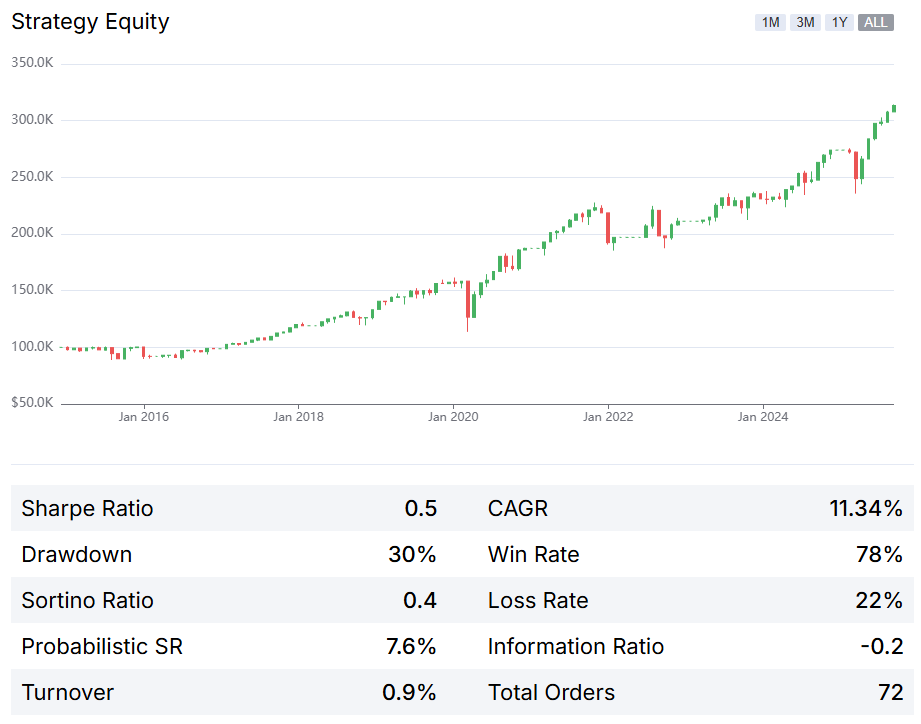 Strategy Equity 1M 3M 1Y ALL
350.0K
300.0K
250.0K
200.0K
150.0K
100.0K
$50.0K
Jan 2016 Jan 2018 Jan 2020 Jan 2022 Jan 2024
Sharpe Ratio 0.5 CAGR 11.34%
Drawdown 30% Win Rate 78%
Sortino Ratio 0.4 Loss Rate 22%
Probabilistic SR 7.6% Information Ratio -0.2
Turnover 0.9% Total Orders 72